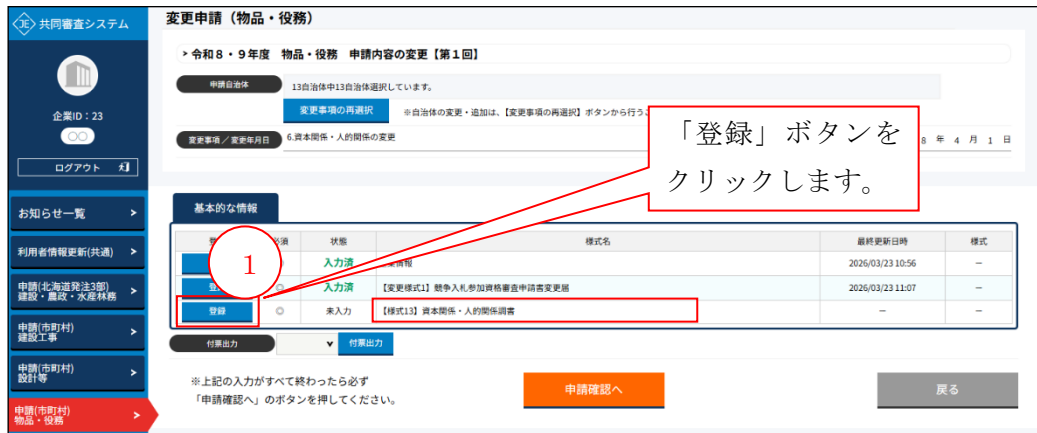 JE 共同審査システム
企業ID：23
〇〇
ログアウト
お知らせ一覧 >
利用者情報更新(共通) >
申請(北海道発注3部)
建設・農政・水産林務 >
申請(市町村)
建設工事 >
申請(市町村)
設計等 >
申請(市町村)
物品・役務 >
変更申請（物品・役務）
> 令和８・９年度 物品・役務 申請内容の変更【第１回】
申請自治体 13自治体中13自治体選択しています。
変更事項の再選択 ※自治体の変更・追加は、【変更事項の再選択】ボタンから行うこ
変更事項／変更年月日 6.資本関係・人的関係の変更 8 年 4 月 1 日
「登録」ボタンを
クリックします。
基本的な情報
状態 様式名 最終更新日時 様式
1
入力済 情報 2026/03/23 10:56 －
◎ 入力済 【変更様式1】競争入札参加資格審査申請書変更届 2026/03/23 11:07 －
登録 ◎ 未入力 【様式13】資本関係・人的関係調書 － －
付票出力 付票出力
※上記の入力がすべて終わったら必ず
「申請確認へ」のボタンを押してください。
申請確認へ
戻る